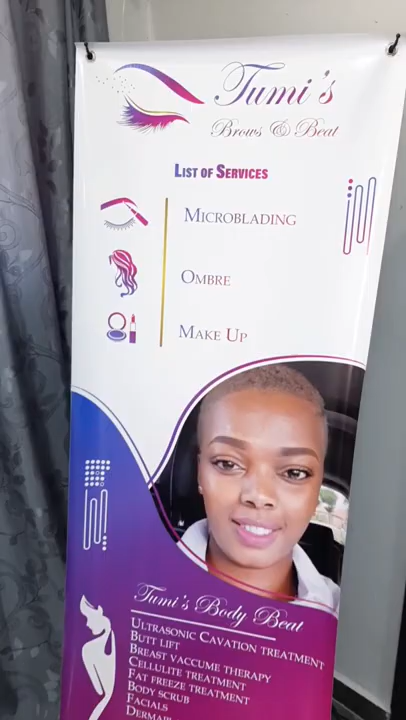 Tumi's
Brows & Beat
LIST OF SERVICES
MICROBLADING
OMBRE
MAKE UP
Tumi's Body Beat
ULTRASONIC CAVATION TREATMENT
BUTT LIFT
BREAST VACCUME THERAPY
CELLULITE TREATMENT
FAT FREEZE TREATMENT
BODY SCRUB
FACIALS